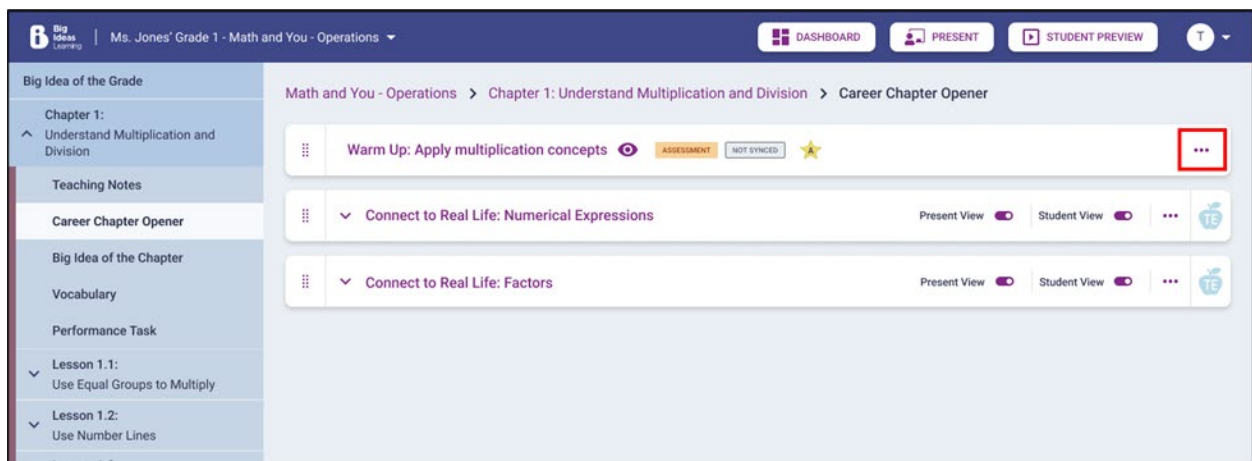 Big
Ideas
Learning
Ms. Jones' Grade 1 - Math and You - Operations
DASHBOARD
PRESENT
STUDENT PREVIEW
T
Big Idea of the Grade
Chapter 1:
Understand Multiplication and
Division
Teaching Notes
Career Chapter Opener
Big Idea of the Chapter
Vocabulary
Performance Task
Lesson 1.1:
Use Equal Groups to Multiply
Lesson 1.2:
Use Number Lines
Math and You - Operations > Chapter 1: Understand Multiplication and Division > Career Chapter Opener
Warm Up: Apply multiplication concepts ASSESSMENT NOT SYNCED A
Connect to Real Life: Numerical Expressions Present View Student View TE
Connect to Real Life: Factors Present View Student View TE